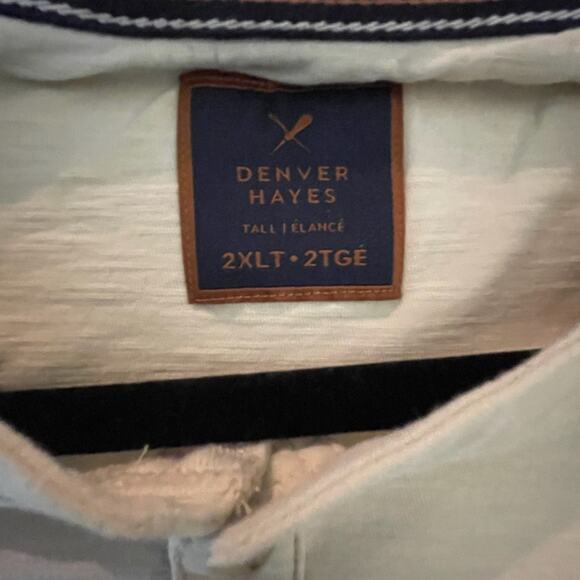 DENVER
HAYES
TALL | ÉLANCÉ
2XLT • 2TGÉ